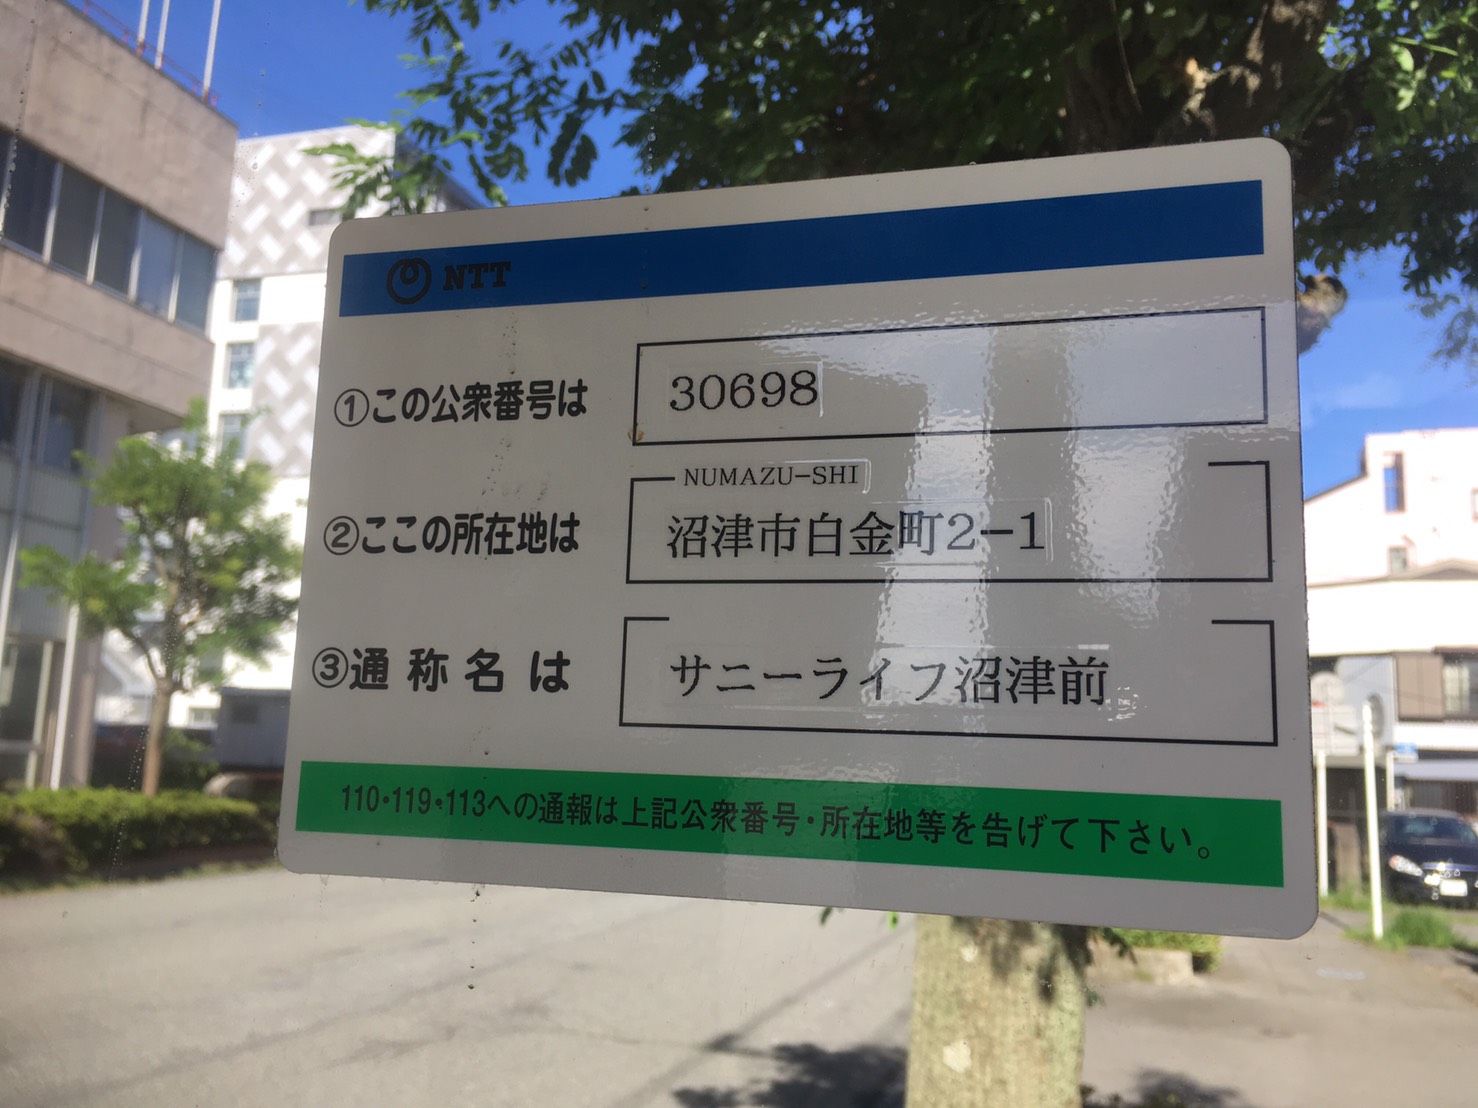 NTT
①この公衆番号は 30698
NUMAZU-SHI
②ここの所在地は 沼津市白金町2-1
③通称名は サニーライフ沼津前
110・119・113への通報は上記公衆番号・所在地等を告げて下さい。